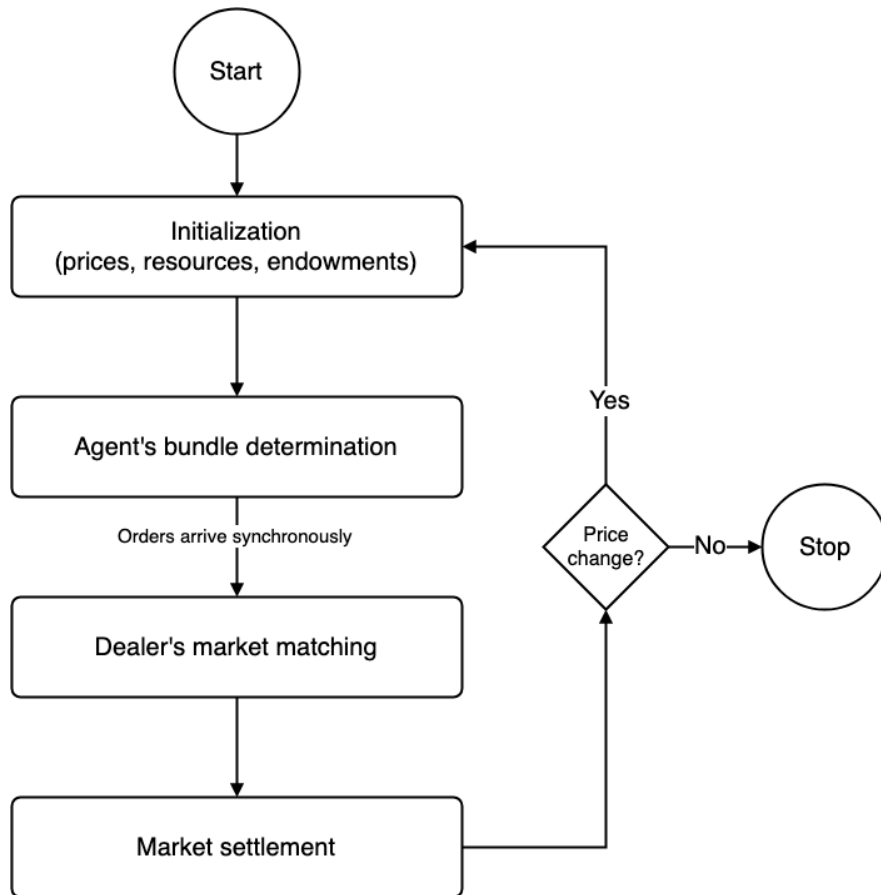 Start
Initialization
(prices, resources, endowments)
Agent's bundle determination
Orders arrive synchronously
Dealer's market matching
Market settlement
Price
change?
Yes
No
Stop